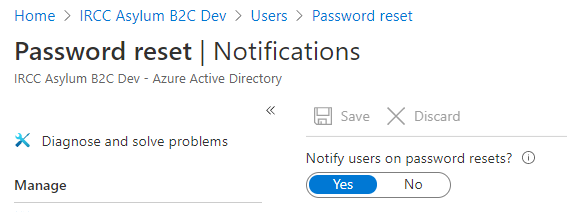 Home > IRCC Asylum B2C Dev > Users > Password reset
Password reset | Notifications
IRCC Asylum B2C Dev - Azure Active Directory
«
Save Discard
Diagnose and solve problems
Notify users on password resets?
Manage
Yes No